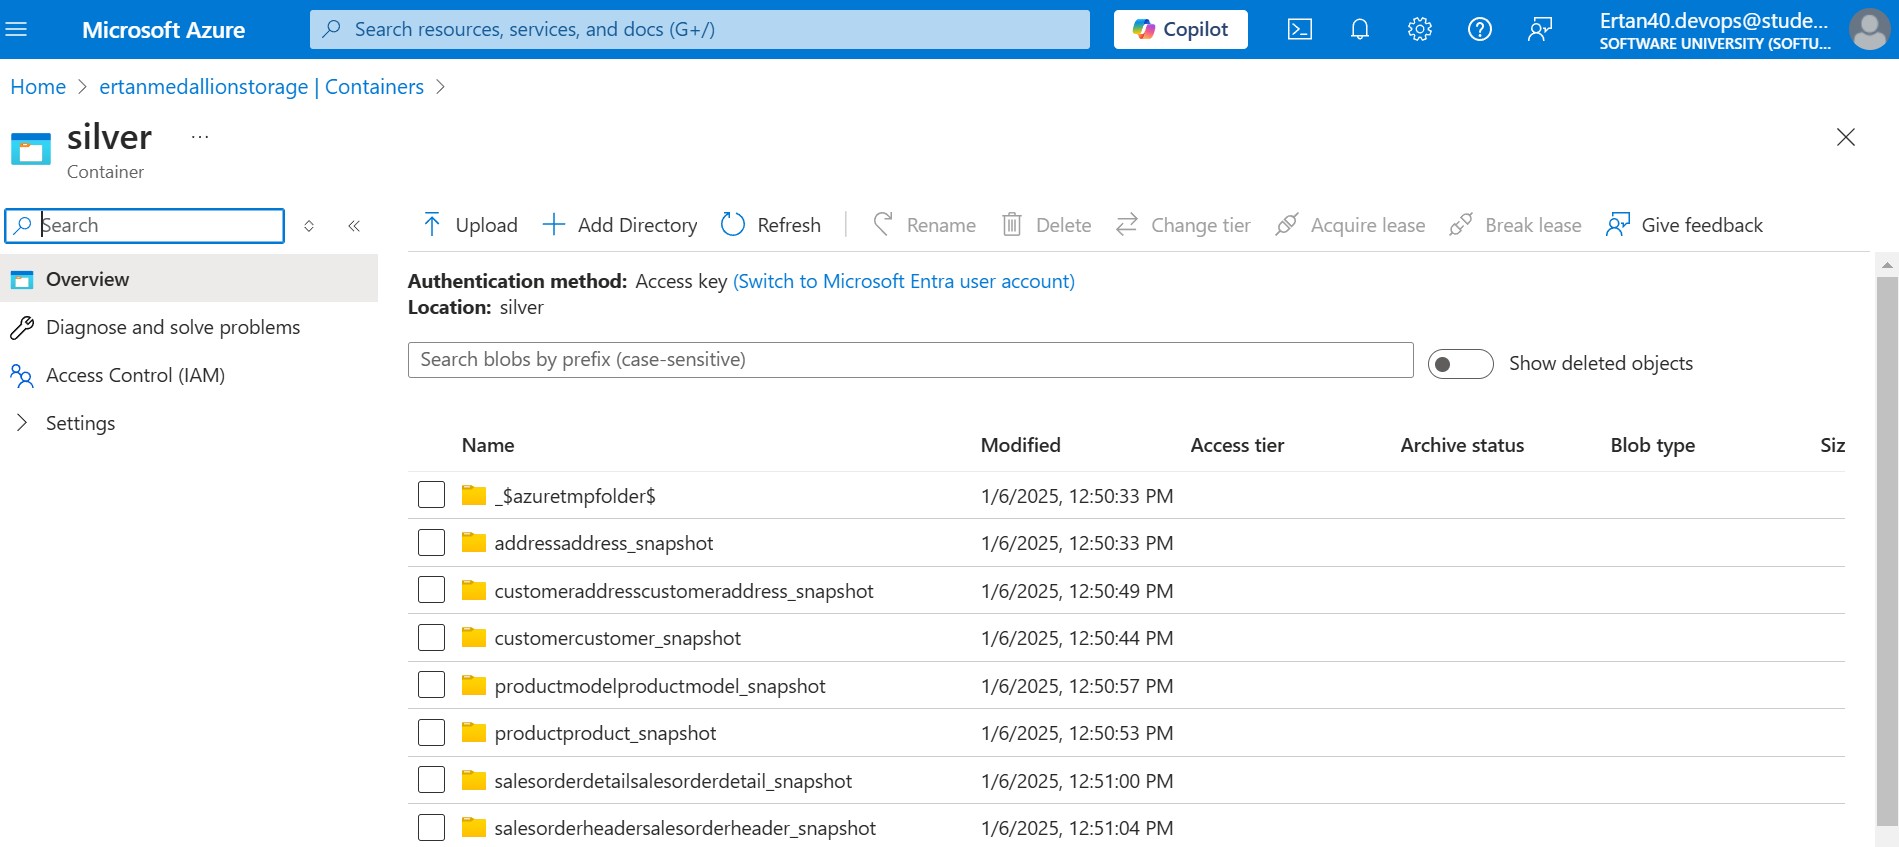 Microsoft Azure
Search resources, services, and docs (G+/)
Copilot
Ertan40.devops@stude...
SOFTWARE UNIVERSITY (SOFTU...
Home > ertanmedallionstorage | Containers >
silver ...
Container
Search
Upload Add Directory Refresh Rename Delete Change tier Acquire lease Break lease Give feedback
Overview
Diagnose and solve problems
Access Control (IAM)
Settings
Authentication method: Access key (Switch to Microsoft Entra user account)
Location: silver
Search blobs by prefix (case-sensitive)
Show deleted objects
Name Modified Access tier Archive status Blob type Siz
_$azuretmpfolder$ 1/6/2025, 12:50:33 PM
addressaddress_snapshot 1/6/2025, 12:50:33 PM
customeraddresscustomeraddress_snapshot 1/6/2025, 12:50:49 PM
customercustomer_snapshot 1/6/2025, 12:50:44 PM
productmodelproductmodel_snapshot 1/6/2025, 12:50:57 PM
productproduct_snapshot 1/6/2025, 12:50:53 PM
salesorderdetailsalesorderdetail_snapshot 1/6/2025, 12:51:00 PM
salesorderheadersalesorderheader_snapshot 1/6/2025, 12:51:04 PM